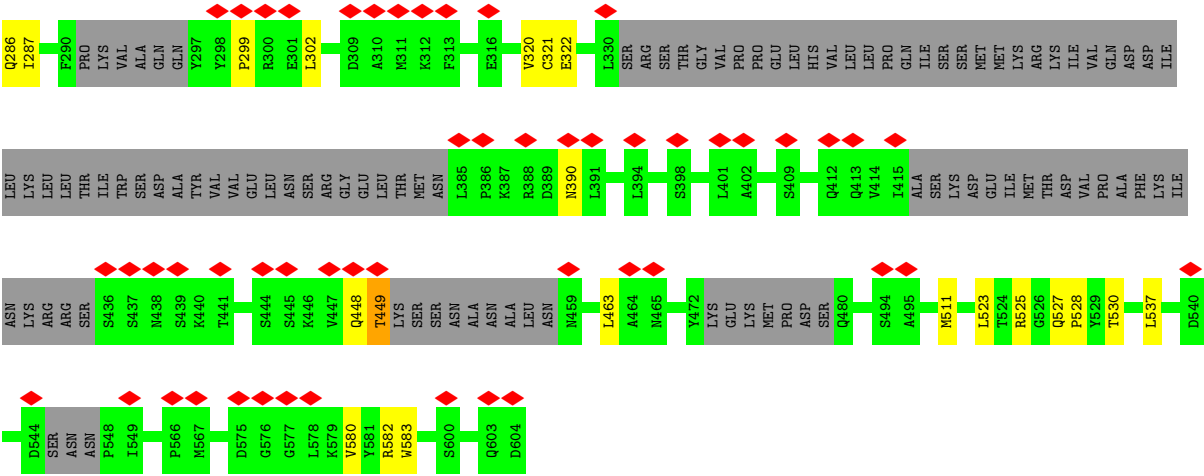 Q286 I287 F290 PRO LYS VAL ALA GLN GLN Y297 Y298 P299 R300 E301 L302 D309 A310 M311 K312 F313 E316 V320 C321 E322 L330 SER ARG SER THR GLY VAL PRO PRO GLU LEU HIS VAL LEU LEU PRO GLN ILE SER SER MET MET LYS ARG LYS ILE VAL GLN ASP ASP ILE
LEU LYS LEU LEU THR ILE TRP SER ASP ALA TYR VAL VAL GLU LEU ASN SER ARG GLY GLU LEU THR MET ASN L385 P386 K387 R388 D389 N390 L391 L394 S398 L401 A402 S409 Q412 Q413 V414 I415 ALA SER LYS ASP GLU ILE MET THR ASP VAL PRO ALA PHE LYS ILE
ASN LYS ARG ARG SER S436 S437 N438 S439 K440 T441 S444 S445 K446 V447 Q448 T449 LYS SER SER ASN ALA ASN ALA LEU ASN N459 L463 A464 N465 Y472 LYS GLU LYS MET PRO ASP SER Q480 S494 A495 M511 L523 T524 R525 G526 Q527 P528 Y529 T530 L537 D540
D544 SER ASN ASN P548 I549 P566 M567 D575 G576 G577 L578 K579 V580 Y581 R582 W583 S600 Q603 D604